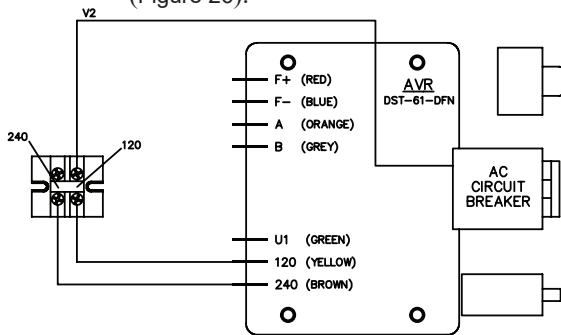 (Figure 20).
V2
F+ (RED)
F- (BLUE)
A (ORANGE)
B (GREY)
U1 (GREEN)
120 (YELLOW)
240 (BROWN)
AVR
DST-61-DFN
AC
CIRCUIT
BREAKER
240
120